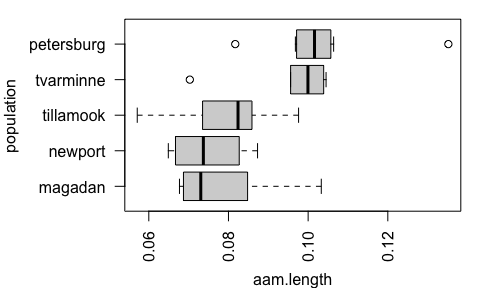 petersburg
tvarminne
tillamook
newport
magadan
population
0.06
0.08
0.10
0.12
aam.length